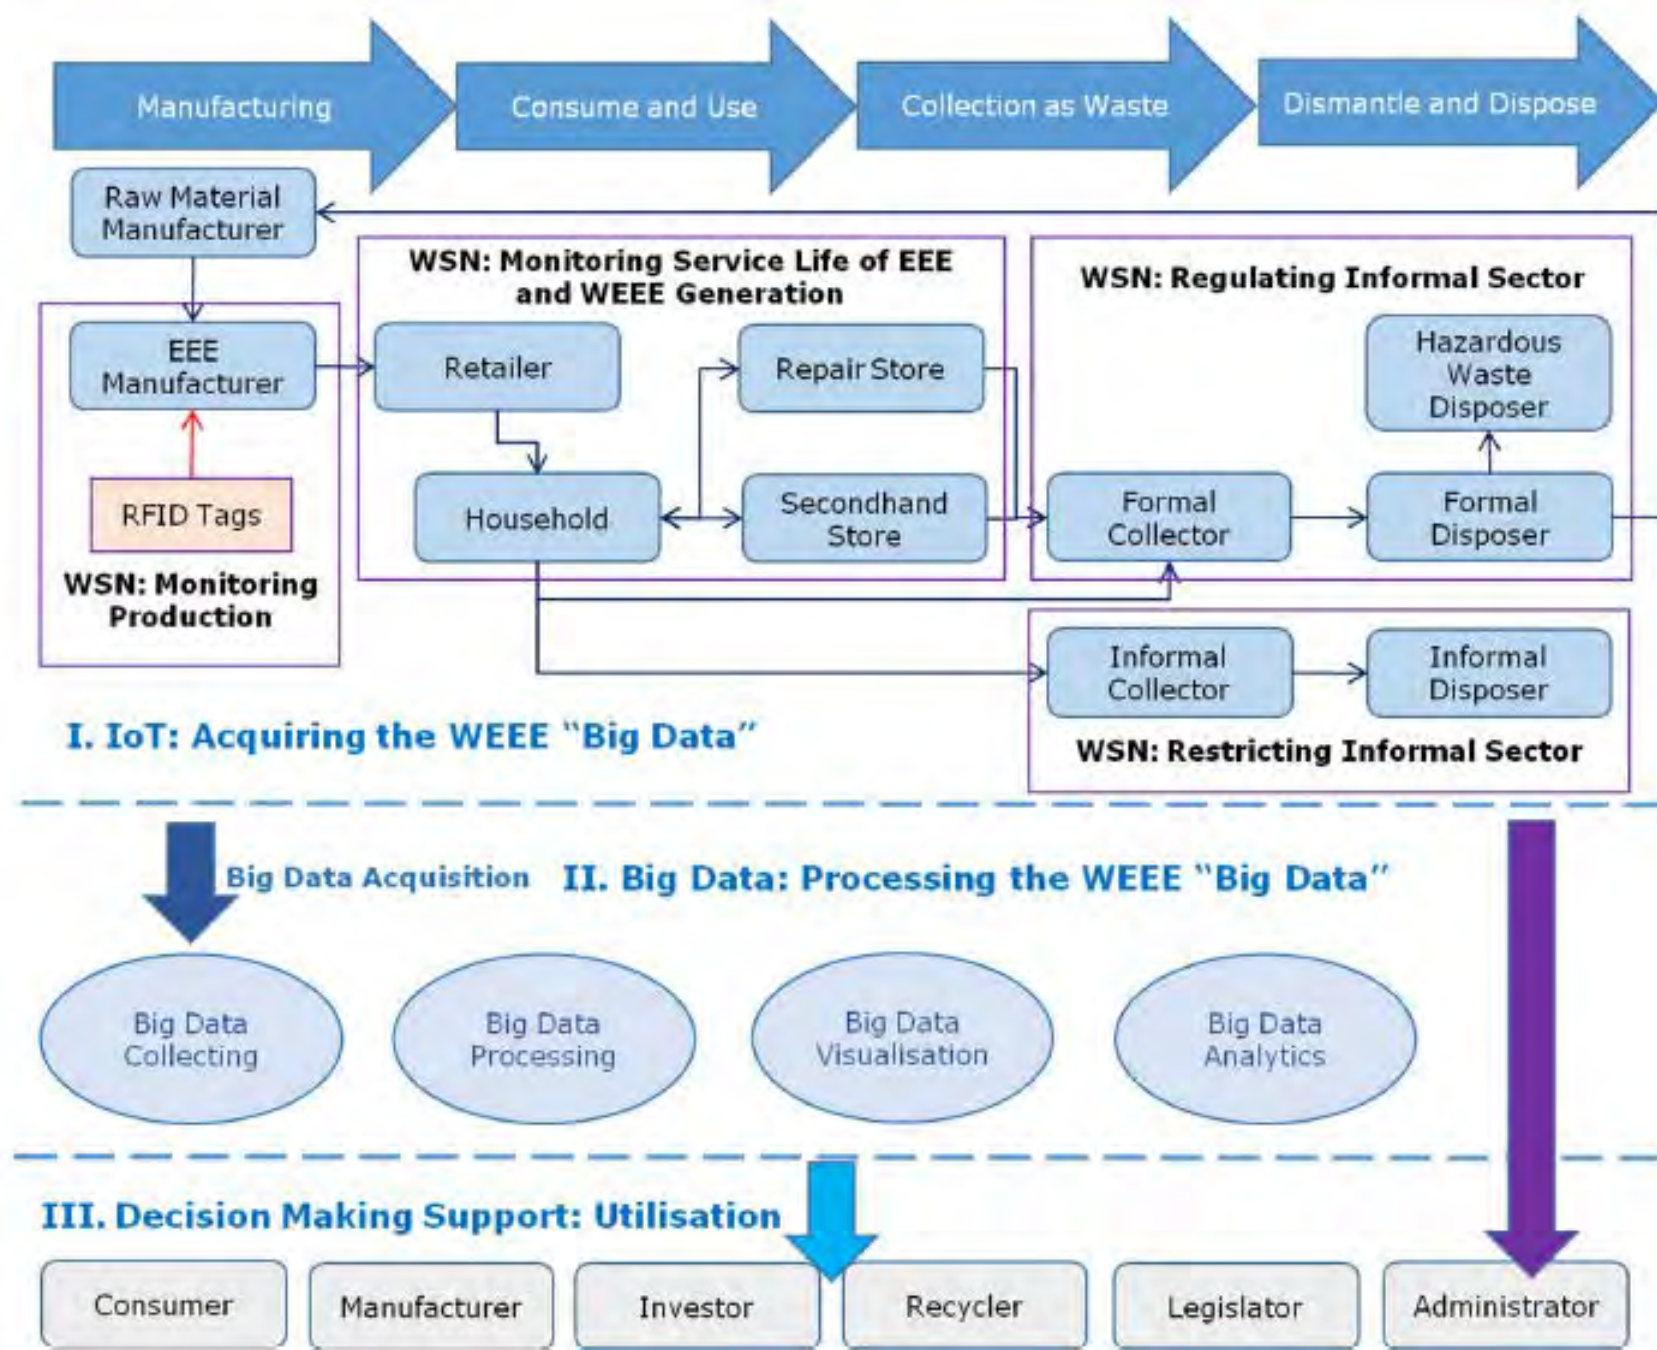 Manufacturing
Consume and Use
Collection as Waste
Dismantle and Dispose
Raw Material
Manufacturer
WSN: Monitoring Service Life of EEE
and WEEE Generation
WSN: Regulating Informal Sector
EEE
Manufacturer
Retailer
Repair Store
Hazardous
Waste
Disposer
RFID Tags
Household
Secondhand
Store
Formal
Collector
Formal
Disposer
WSN: Monitoring
Production
Informal
Collector
Informal
Disposer
WSN: Restricting Informal Sector
I. IoT: Acquiring the WEEE “Big Data”
Big Data Acquisition
II. Big Data: Processing the WEEE “Big Data”
Big Data
Collecting
Big Data
Processing
Big Data
Visualisation
Big Data
Analytics
III. Decision Making Support: Utilisation
Consumer
Manufacturer
Investor
Recycler
Legislator
Administrator